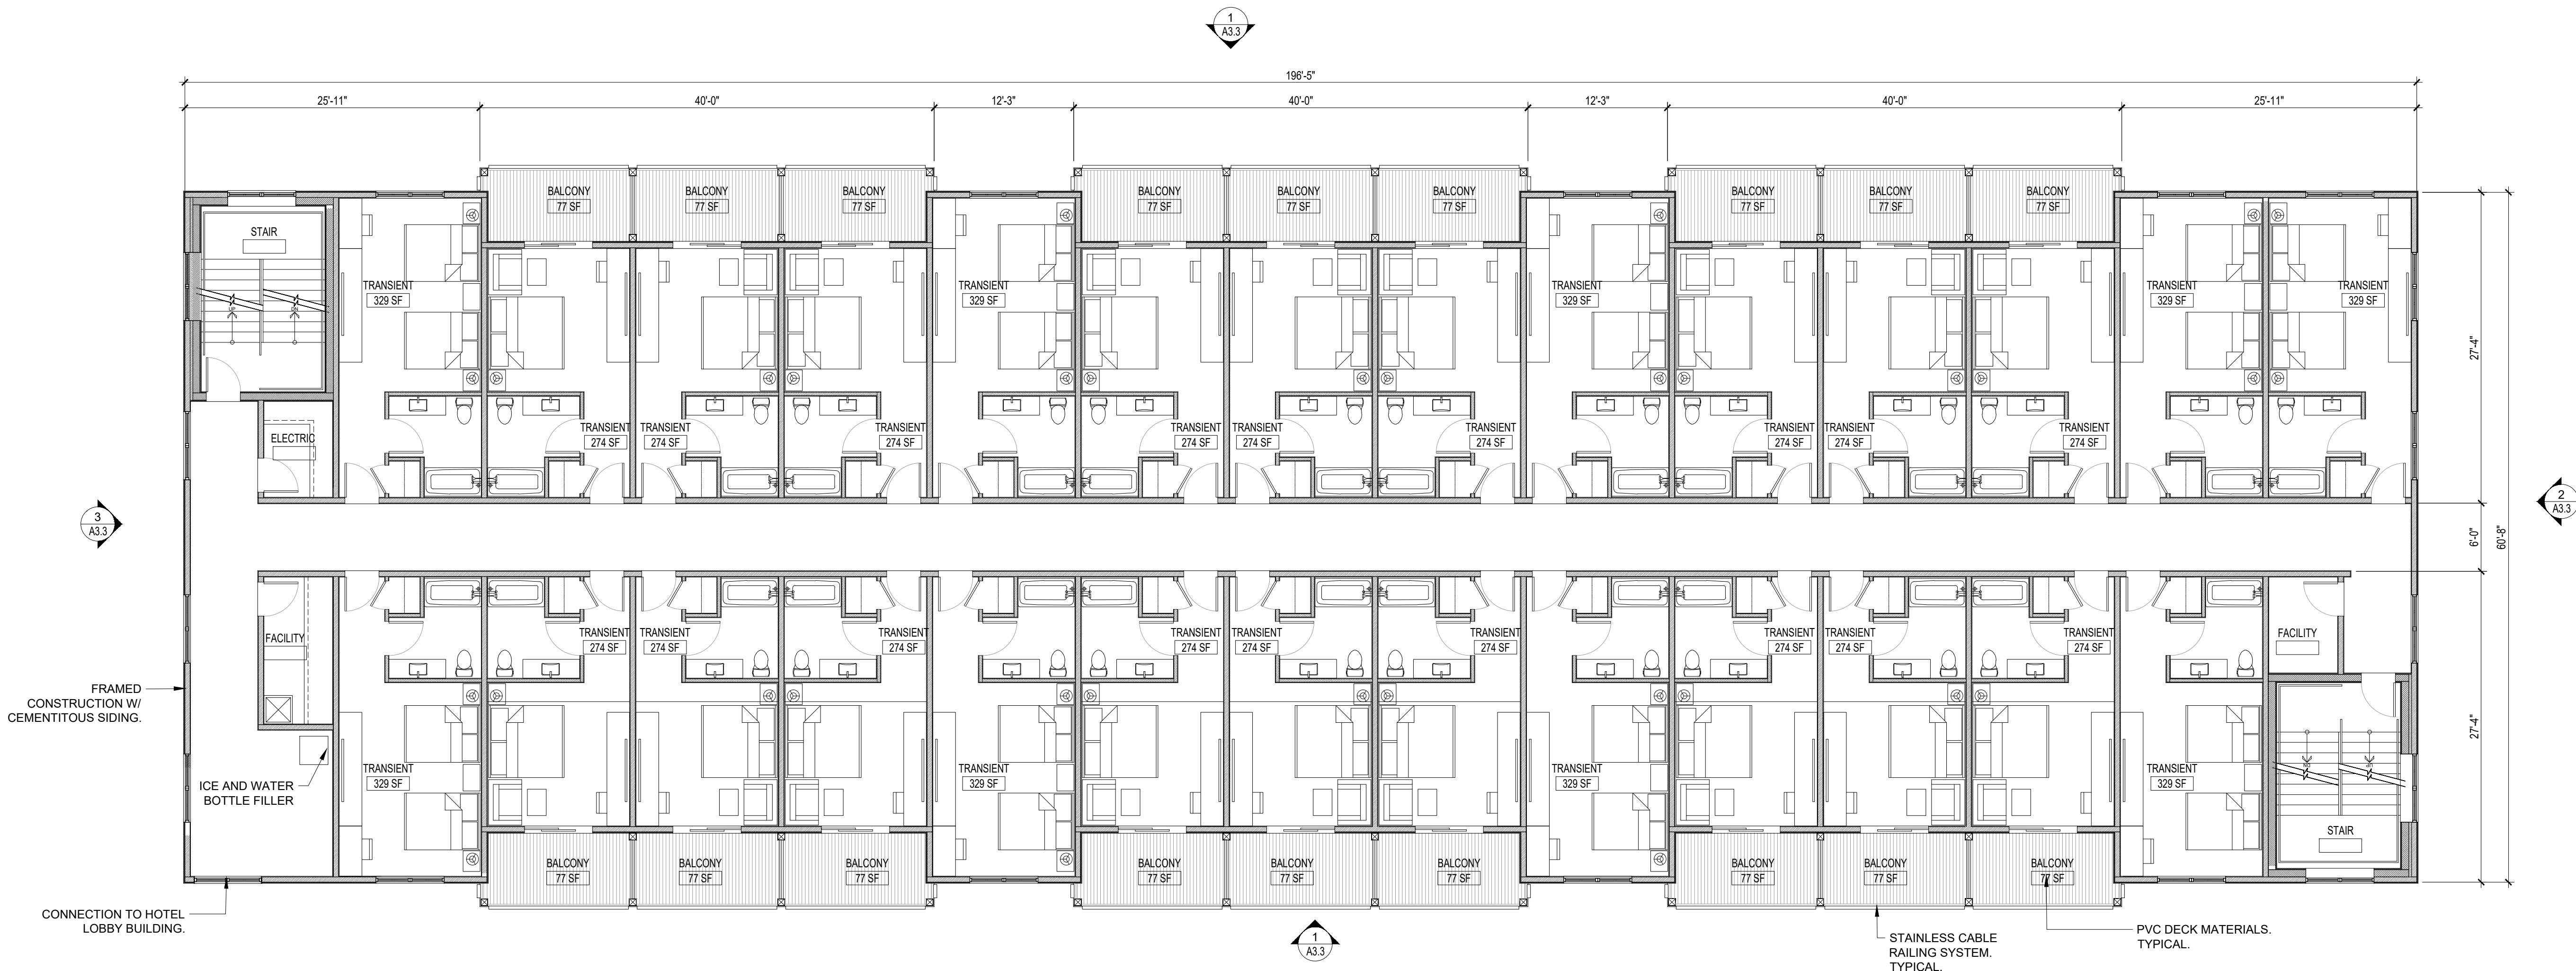 1
A3.3
196'-5"
25'-11"
40'-0"
12'-3"
40'-0"
12'-3"
40'-0"
25'-11"
BALCONY
77 SF
BALCONY
77 SF
BALCONY
77 SF
BALCONY
77 SF
BALCONY
77 SF
BALCONY
77 SF
BALCONY
77 SF
BALCONY
77 SF
BALCONY
77 SF
STAIR
UP
DN
TRANSIENT
329 SF
TRANSIENT
329 SF
TRANSIENT
329 SF
TRANSIENT
329 SF
TRANSIENT
329 SF
27'-4"
ELECTRIC
TRANSIENT
274 SF
TRANSIENT
274 SF
TRANSIENT
274 SF
TRANSIENT
274 SF
TRANSIENT
274 SF
TRANSIENT
274 SF
TRANSIENT
274 SF
TRANSIENT
274 SF
TRANSIENT
274 SF
3
A3.3
2
A3.3
6'-0"
60'-8"
FACILITY
TRANSIENT
274 SF
TRANSIENT
274 SF
TRANSIENT
274 SF
TRANSIENT
274 SF
TRANSIENT
274 SF
TRANSIENT
274 SF
TRANSIENT
274 SF
TRANSIENT
274 SF
TRANSIENT
274 SF
FACILITY
FRAMED
CONSTRUCTION W/
CEMENTITOUS SIDING.
27'-4"
ICE AND WATER
BOTTLE FILLER
TRANSIENT
329 SF
TRANSIENT
329 SF
TRANSIENT
329 SF
TRANSIENT
329 SF
DN
UP
STAIR
BALCONY
77 SF
BALCONY
77 SF
BALCONY
77 SF
BALCONY
77 SF
BALCONY
77 SF
BALCONY
77 SF
BALCONY
77 SF
BALCONY
77 SF
BALCONY
77 SF
CONNECTION TO HOTEL
LOBBY BUILDING.
1
A3.3
STAINLESS CABLE
RAILING SYSTEM.
TYPICAL.
PVC DECK MATERIALS.
TYPICAL.